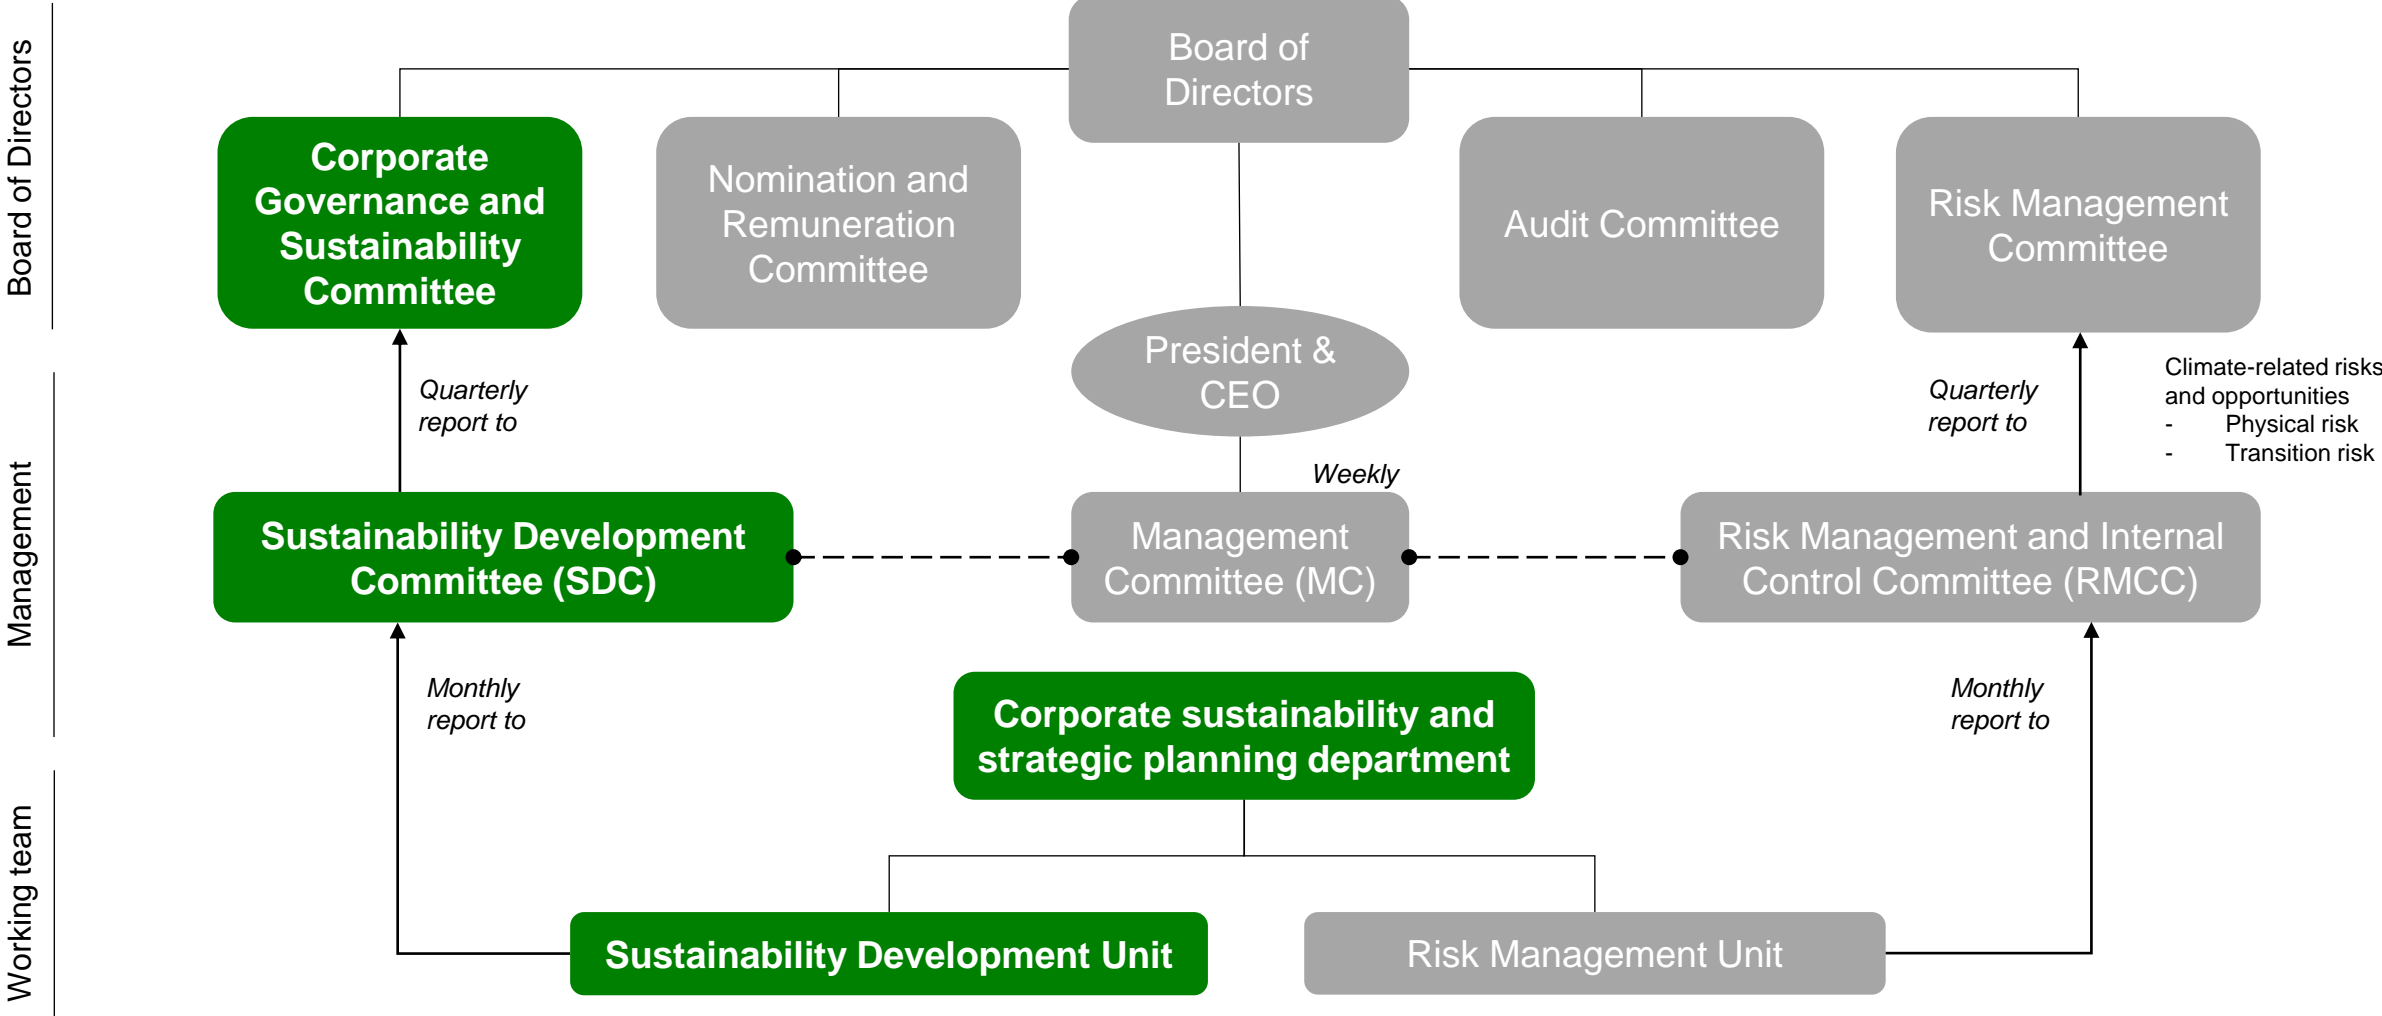 Board of Directors
Board of
Directors
Corporate
Governance and
Sustainability
Committee
Nomination and
Remuneration
Committee
Audit Committee
Risk Management
Committee
President &
CEO
Quarterly
report to
Quarterly
report to
Climate-related risks
and opportunities
- Physical risk
- Transition risk
Management
Weekly
Sustainability Development
Committee (SDC)
Management
Committee (MC)
Risk Management and Internal
Control Committee (RMCC)
Monthly
report to
Corporate sustainability and
strategic planning department
Monthly
report to
Working team
Sustainability Development Unit
Risk Management Unit